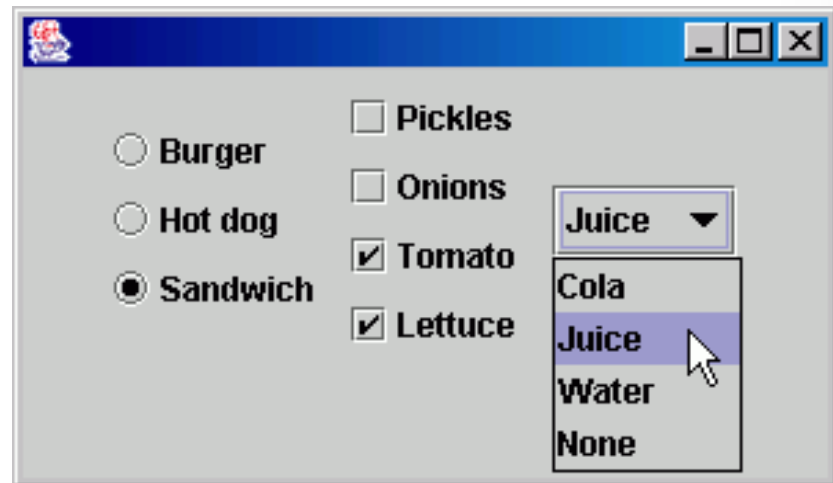 Burger
Hot dog
Sandwich
Pickles
Onions
Tomato
Lettuce
Juice
Cola
Juice
Water
None